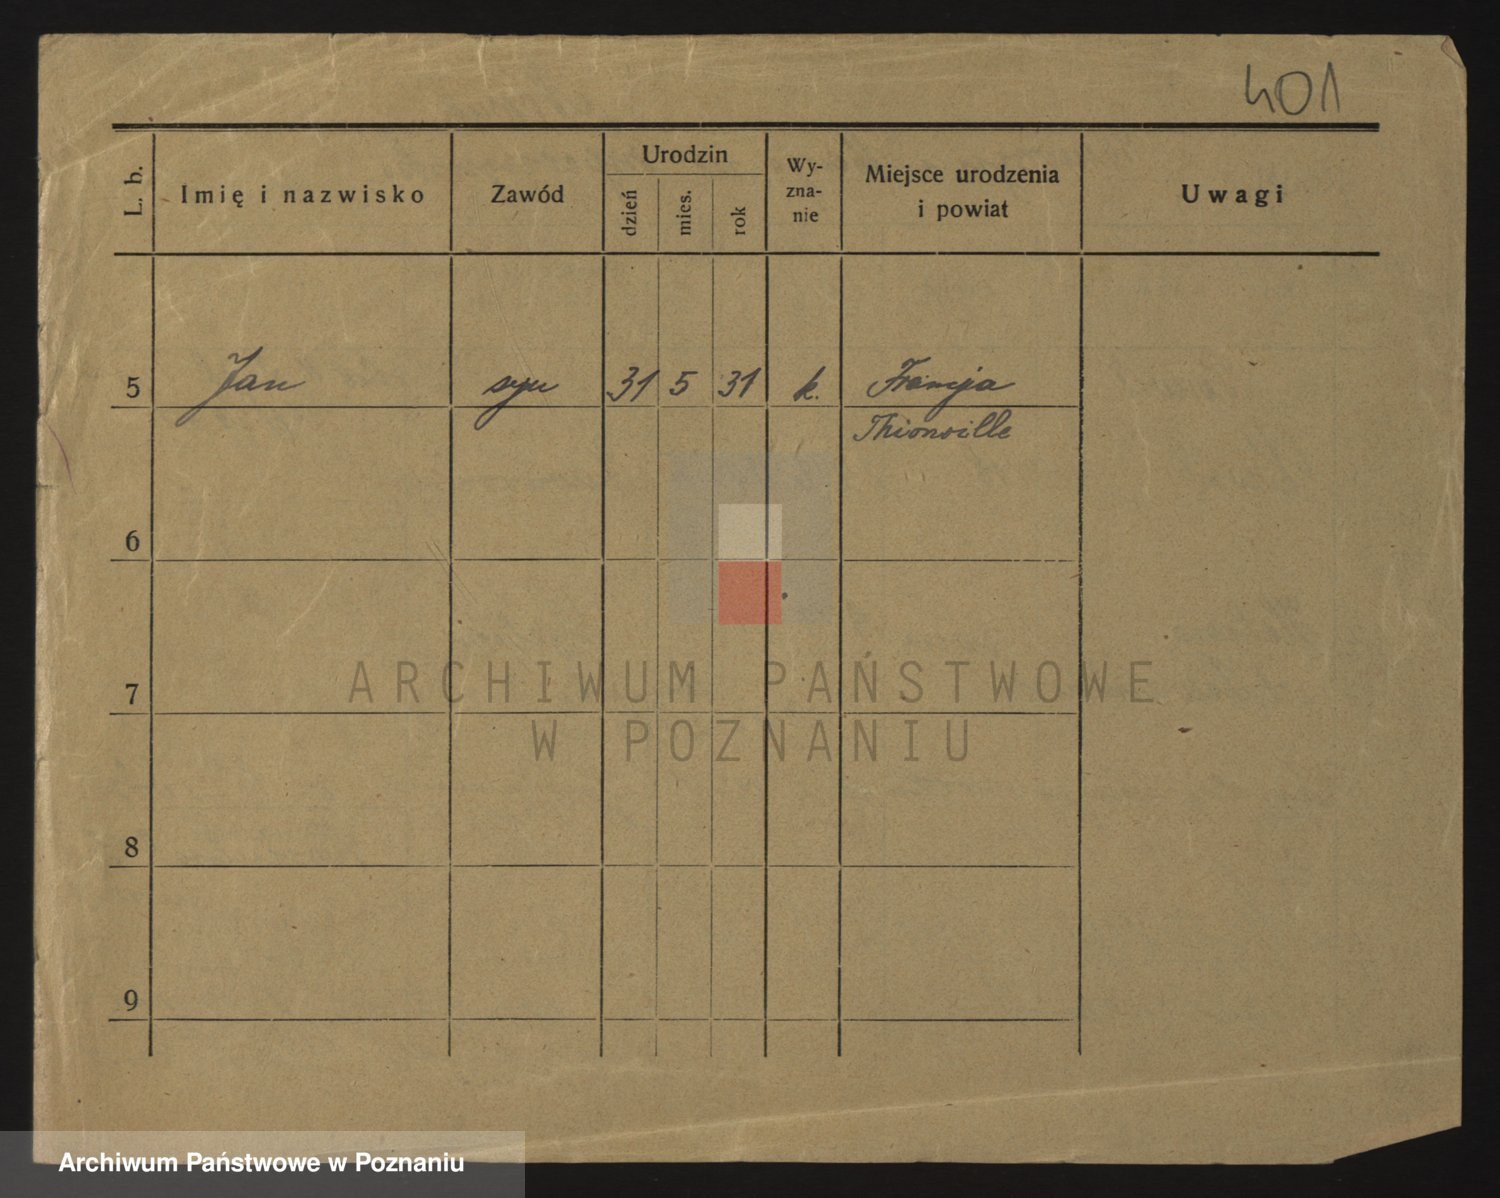 401
L. b.
Imię i nazwisko
Zawód
Urodzin
dzień
mies.
rok
Wy-
zna-
nie
Miejsce urodzenia
i powiat
Uwagi
5 Jan syn 31 5 31 k. Francja
Thionville
6
7
8
9
ARCHIWUM PAŃSTWOWE
W POZNANIU
Archiwum Państwowe w Poznaniu